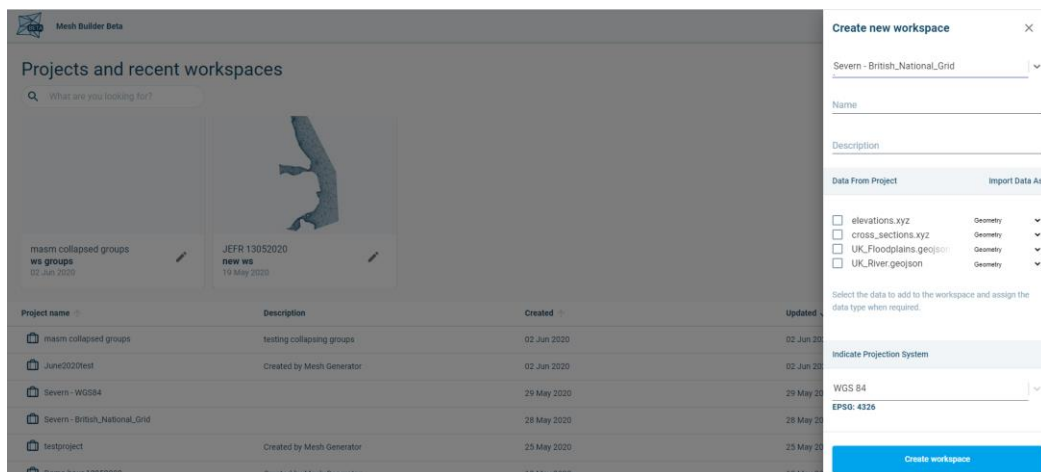 BETA
Mesh Builder Beta
Projects and recent workspaces
What are you looking for?
masm collapsed groups
ws groups
02 Jun 2020
JEFR 13052020
new ws
19 May 2020
Project name Description Created Updated
masm collapsed groups testing collapsing groups 02 Jun 2020 02 Jun 20
June2020test Created by Mesh Generator 02 Jun 2020 02 Jun 20
Severn - WGS84 29 May 2020 29 May 20
Severn - British_National_Grid 28 May 2020 28 May 20
testproject Created by Mesh Generator 25 May 2020 25 May 20
Create new workspace
Severn - British_National_Grid
Name
Description
Data From Project Import Data As
elevations.xyz Geometry
cross_sections.xyz Geometry
UK_Floodplains.geojson Geometry
UK_River.geojson Geometry
Select the data to add to the workspace and assign the
data type when required.
Indicate Projection System
WGS 84
EPSG: 4326
Create workspace